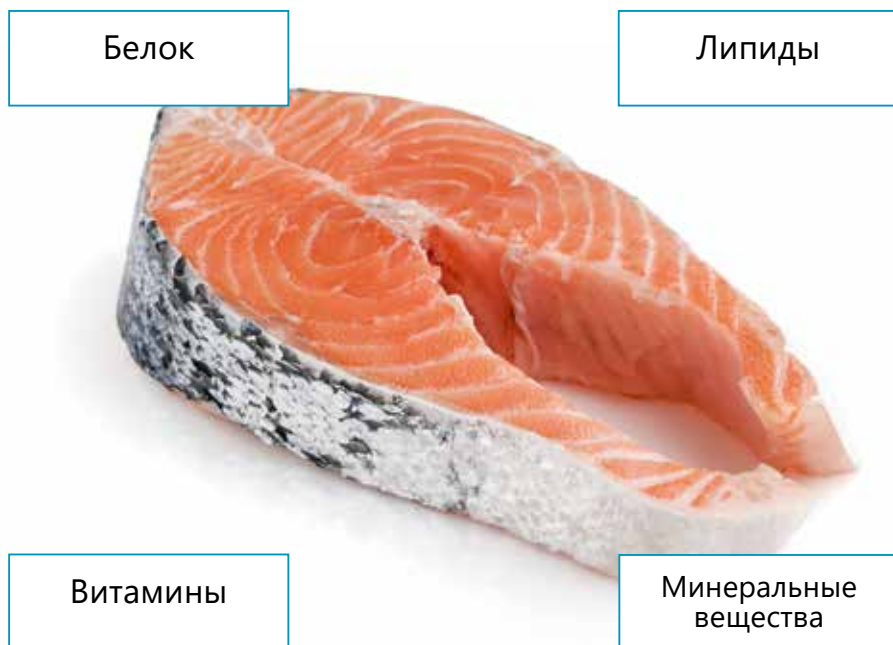 Белок
Липиды
Витамины
Минеральные
вещества